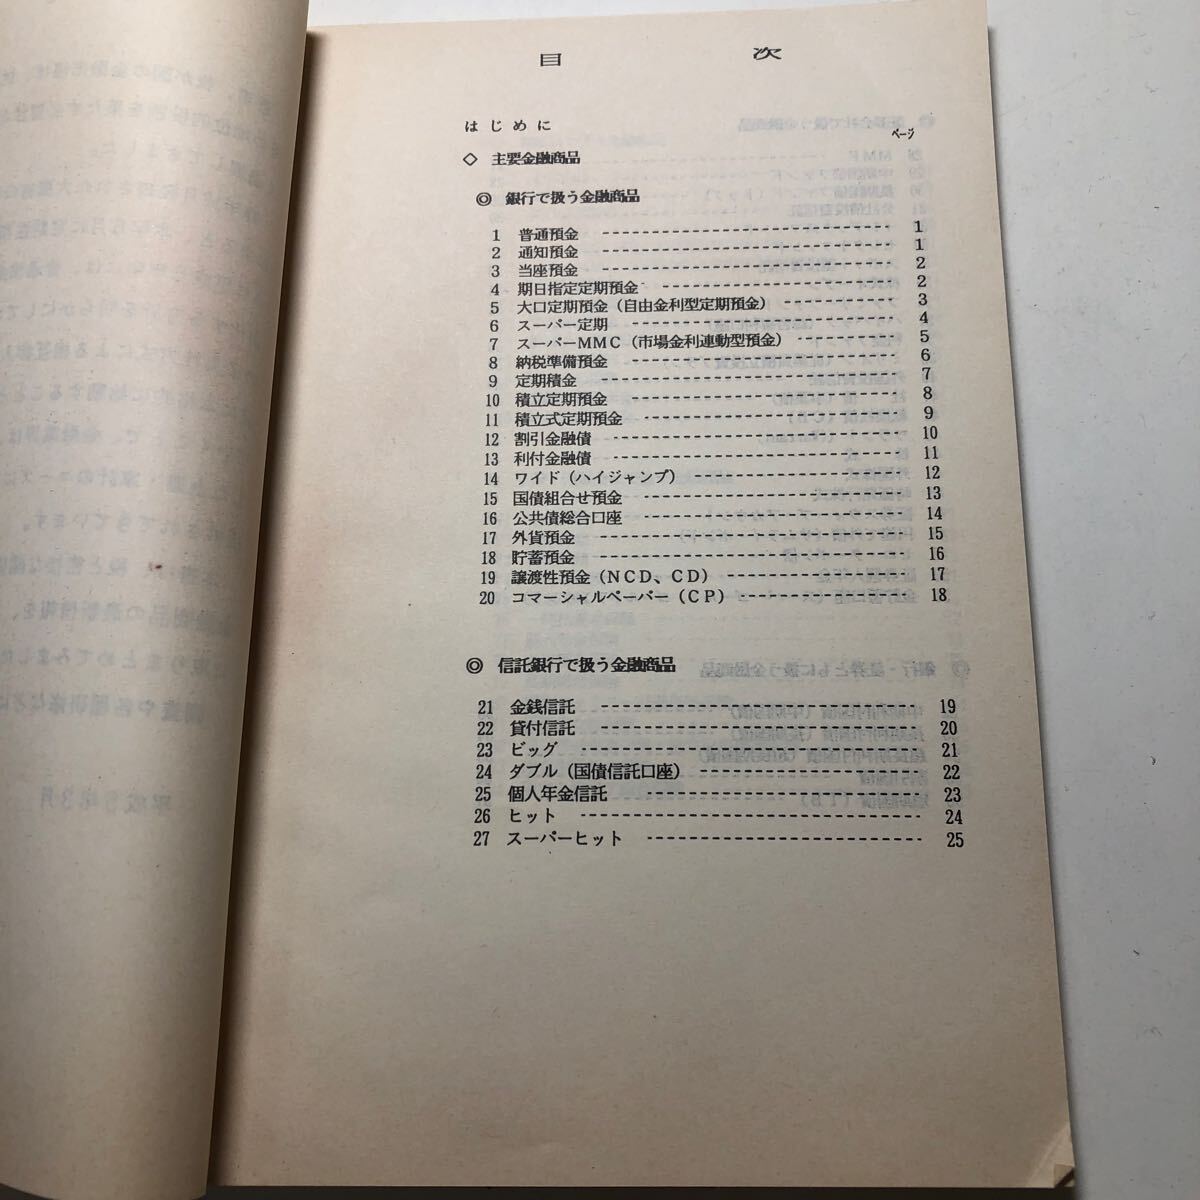 目　　　　次
はじめに
ページ
◇ 主要金融商品
◎ 銀行で扱う金融商品
1 普通預金 ---------------- 1
2 通知預金 ---------------- 1
3 当座預金 ---------------- 2
4 期日指定定期預金 ---------------- 2
5 大口定期預金（自由金利型定期預金） ---------------- 3
6 スーパー定期 ---------------- 4
7 スーパーＭＭＣ（市場金利連動型預金） ---------------- 5
8 納税準備預金 ---------------- 6
9 定期積金 ---------------- 7
10 積立定期預金 ---------------- 8
11 積立式定期預金 ---------------- 9
12 割引金融債 ---------------- 10
13 利付金融債 ---------------- 11
14 ワイド（ハイジャンプ） ---------------- 12
15 国債組合せ預金 ---------------- 13
16 公共債総合口座 ---------------- 14
17 外貨預金 ---------------- 15
18 貯蓄預金 ---------------- 16
19 譲渡性預金（ＮＣＤ、ＣＤ） ---------------- 17
20 コマーシャルペーパー（ＣＰ） ---------------- 18
◎ 信託銀行で扱う金融商品
21 金銭信託 ---------------- 19
22 貸付信託 ---------------- 20
23 ビッグ ---------------- 21
24 ダブル（国債信託口座） ---------------- 22
25 個人年金信託 ---------------- 23
26 ヒット ---------------- 24
27 スーパーヒット ---------------- 25